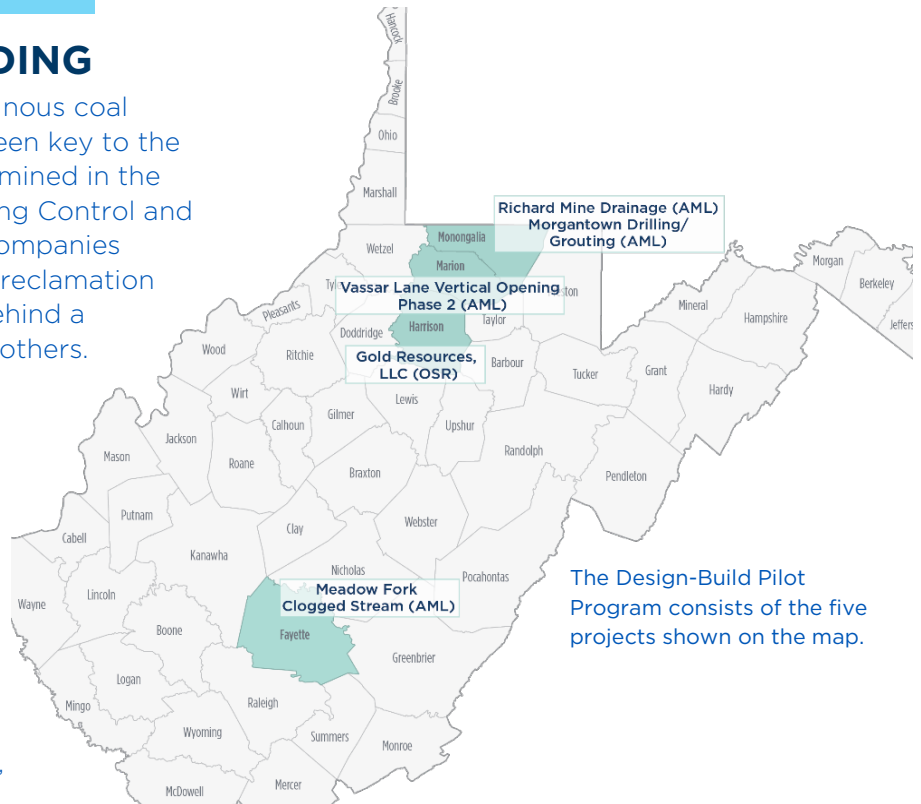 DING
nous coal
een key to the
mined in the
ng Control and
ompanies
reclamation
ehind a
others.
Hancock
Brooke
Ohio
Marshall
Wetzel
Monongalia
Richard Mine Drainage (AML)
Morgantown Drilling/
Grouting (AML)
Marion
Vassar Lane Vertical Opening
Phase 2 (AML)
Pleasants
Doddridge
Harrison
Taylor
Gold Resources,
LLC (OSR)
Morgan
Berkeley
Jeffers
Mineral
Hampshire
Wood
Ritchie
Barbour
Tucker
Grant
Hardy
Wirt
Lewis
Calhoun
Gilmer
Upshur
Jackson
Roane
Randolph
Mason
Braxton
Pendleton
Putnam
Clay
Webster
Cabell
Kanawha
Nicholas
Pocahontas
Wayne
Lincoln
Meadow Fork
Clogged Stream (AML)
Boone
Fayette
Greenbrier
The Design-Build Pilot
Program consists of the five
projects shown on the map.
Logan
Mingo
Raleigh
Wyoming
Summers
Monroe
McDowell
Mercer